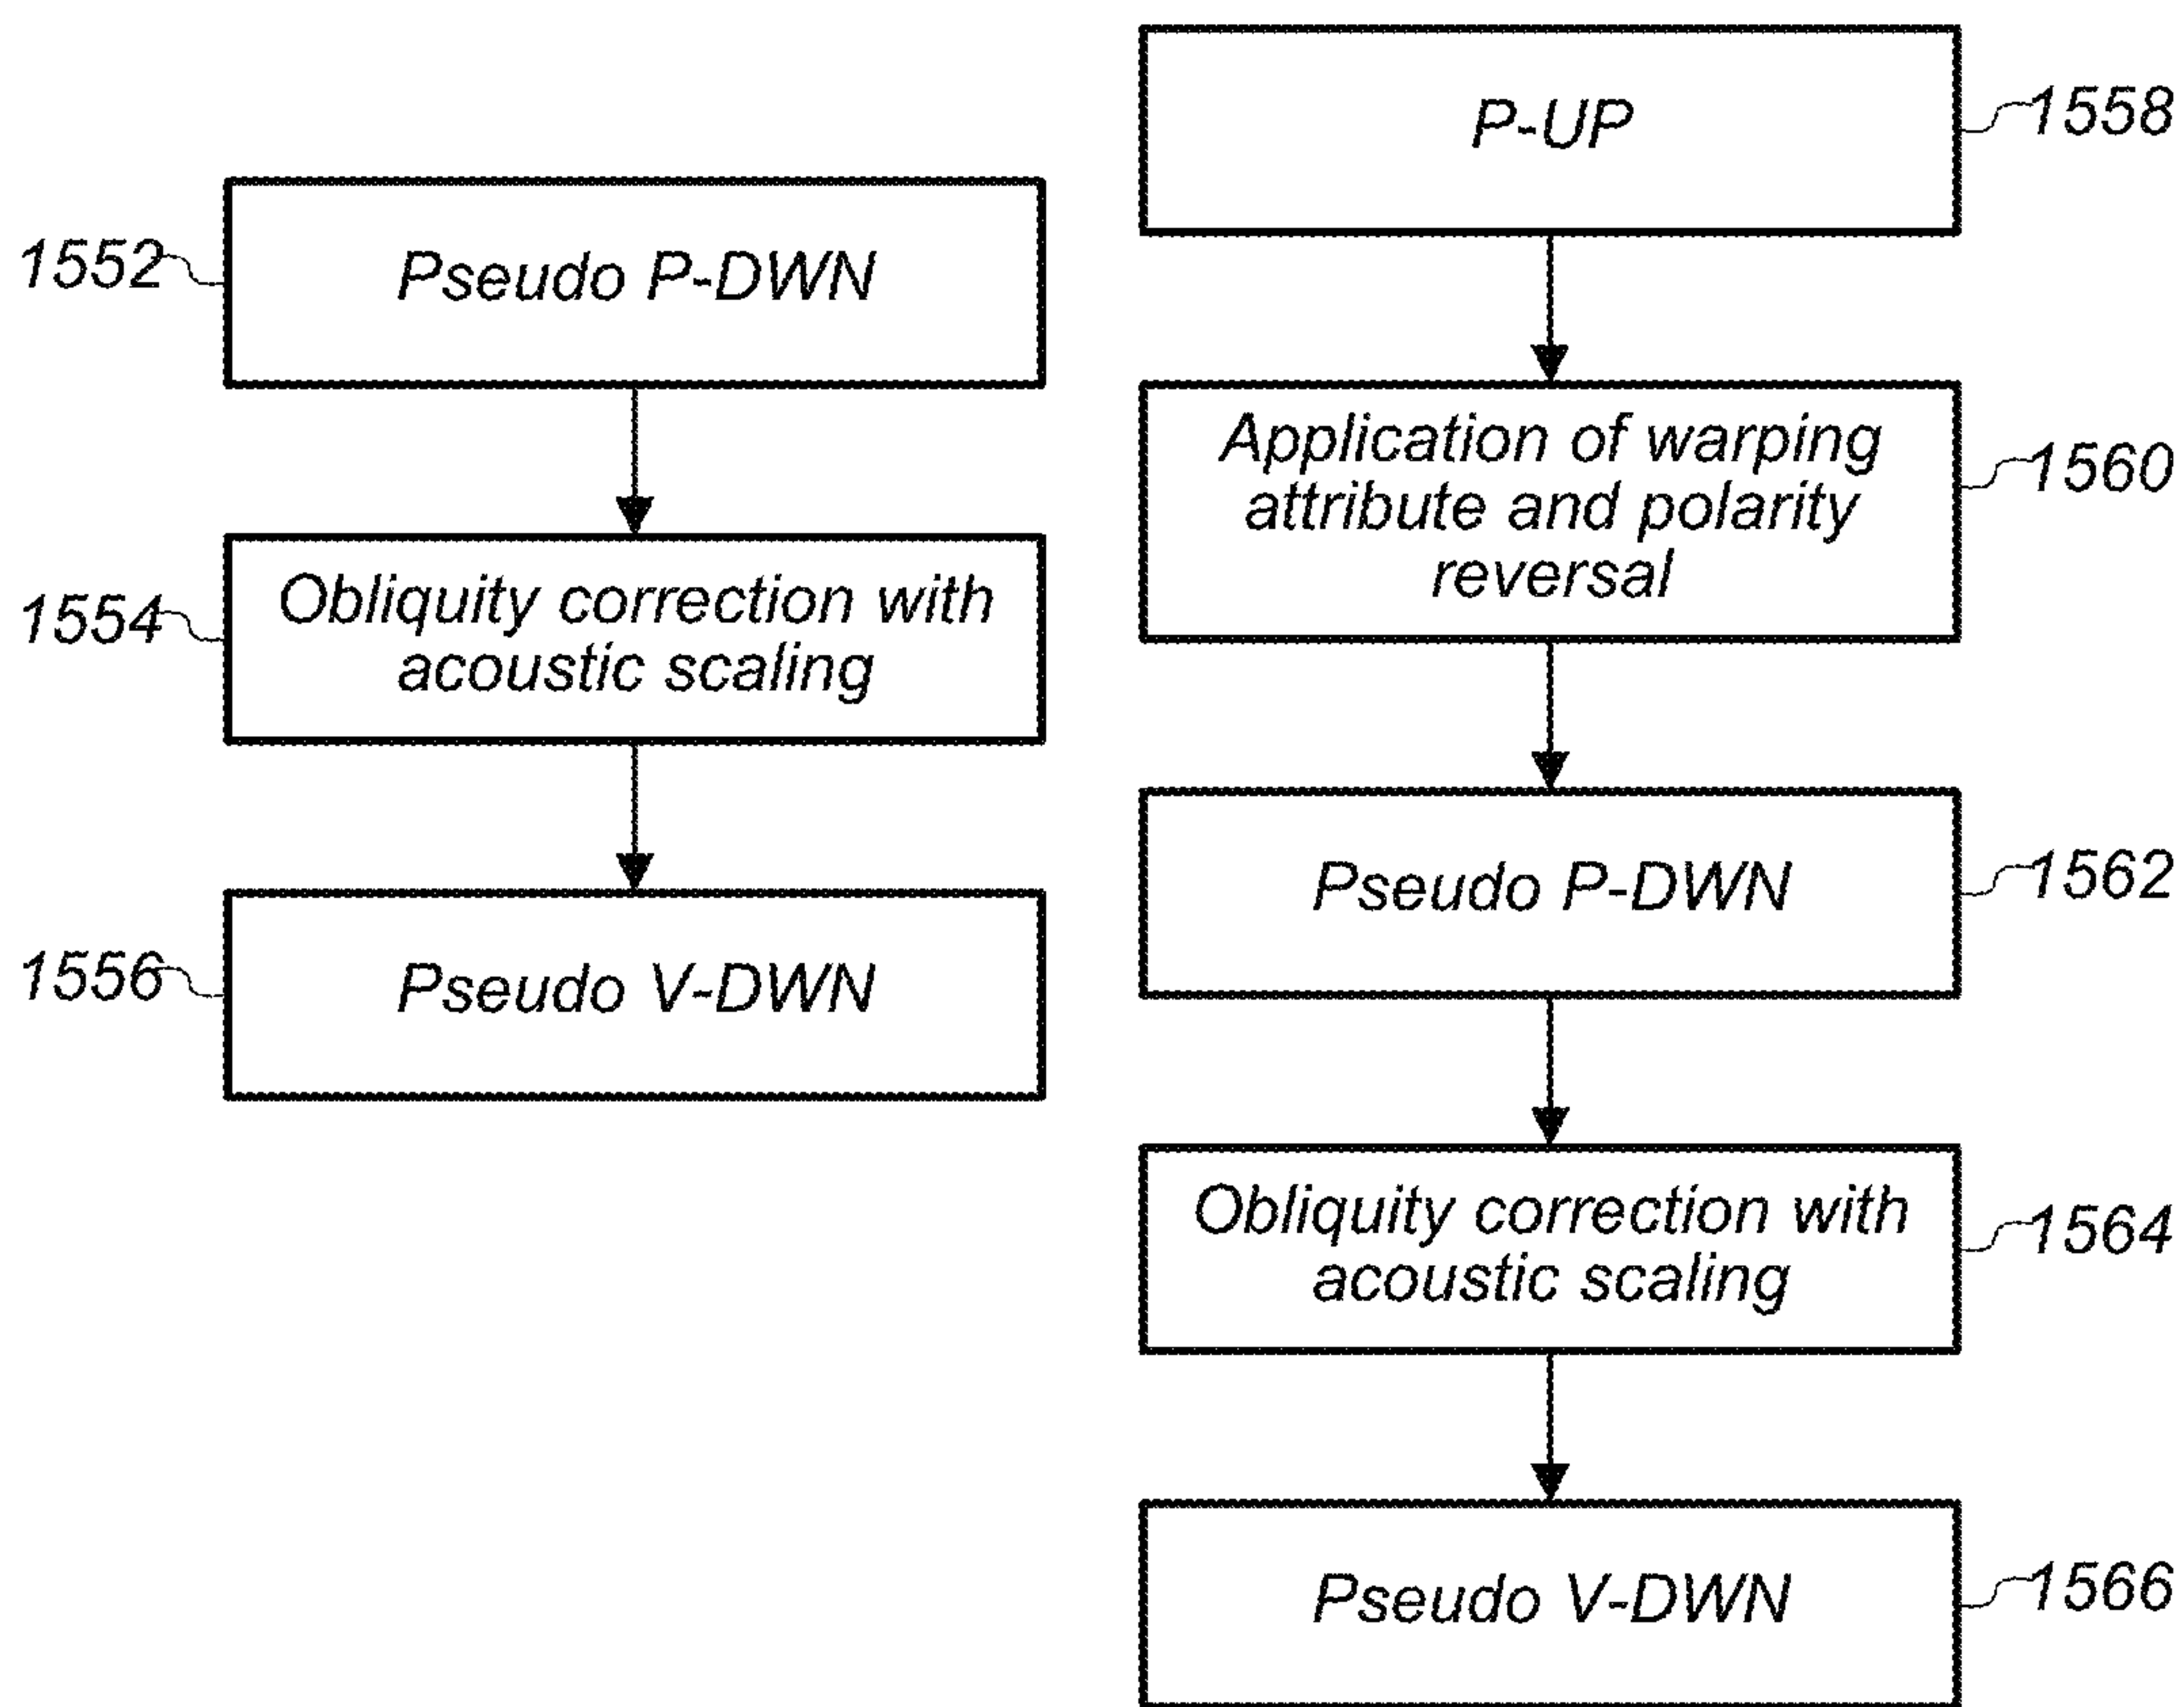 1552
Pseudo P-DWN
1554
Obliquity correction with
acoustic scaling
1556
Pseudo V-DWN
P-UP
1558
Application of warping
attribute and polarity
reversal
1560
Pseudo P-DWN
1562
Obliquity correction with
acoustic scaling
1564
Pseudo V-DWN
1566